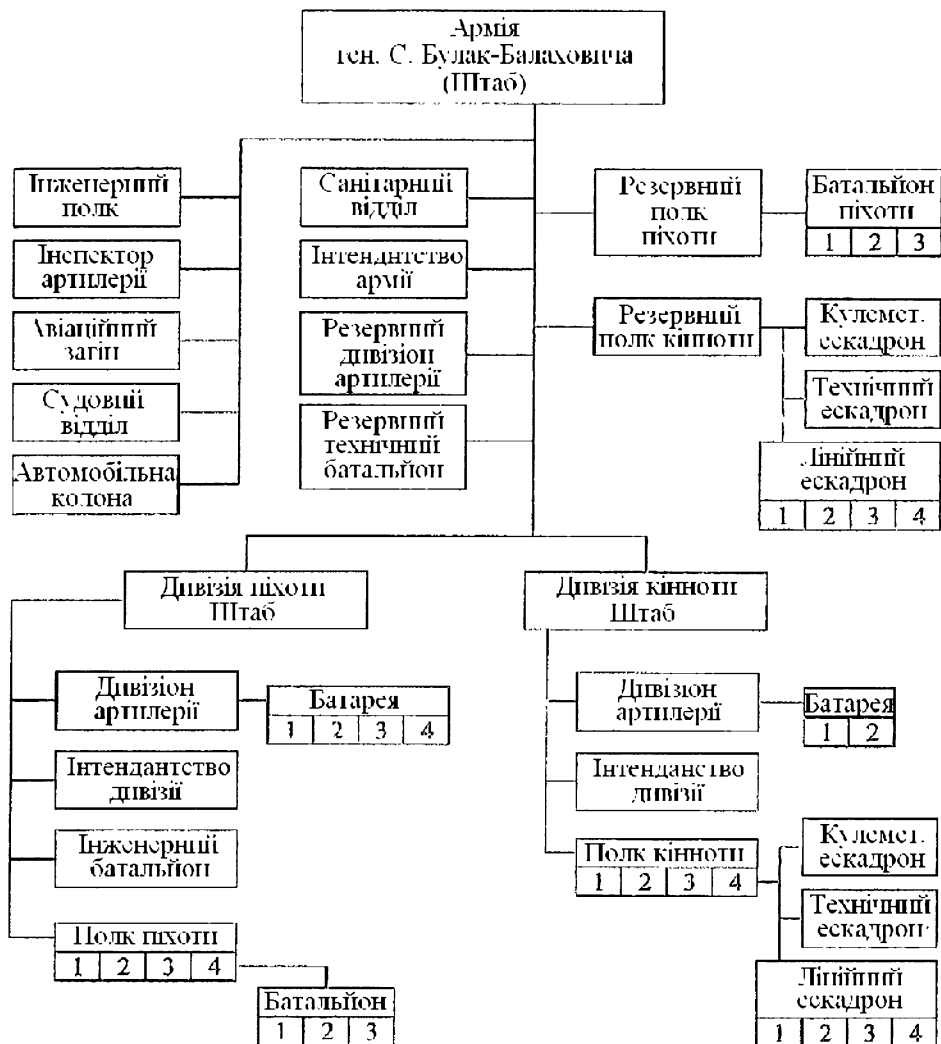 Армія
ген. С. Булак-Балаховича
(Штаб)
Інженерний
полк
Інспектор
артилерії
Авіаційний
загін
Судовий
відділ
Автомобільна
колона
Санітарний
відділ
Інтендантство
армії
Резервний
дивізіон
артилерії
Резервний
технічний
батальйон
Резервний
полк
піхоти
Батальйон
піхоти
1 2 3
Резервний
полк кінноти
Кулемет.
ескадрон
Технічний
ескадрон
Лінійний
ескадрон
1 2 3 4
Дивізія піхоти
Штаб
Дивізіон
артилерії
Батарея
1 2 3 4
Інтендантство
дивізії
Інженерний
батальйон
Полк піхоти
1 2 3 4
Батальйон
1 2 3
Дивізія кінноти
Штаб
Дивізіон
артилерії
Батарея
1 2
Інтенданство
дивізії
Полк кінноти
1 2 3 4
Кулемет.
ескадрон
Технічний
ескадрон
Лінійний
ескадрон
1 2 3 4